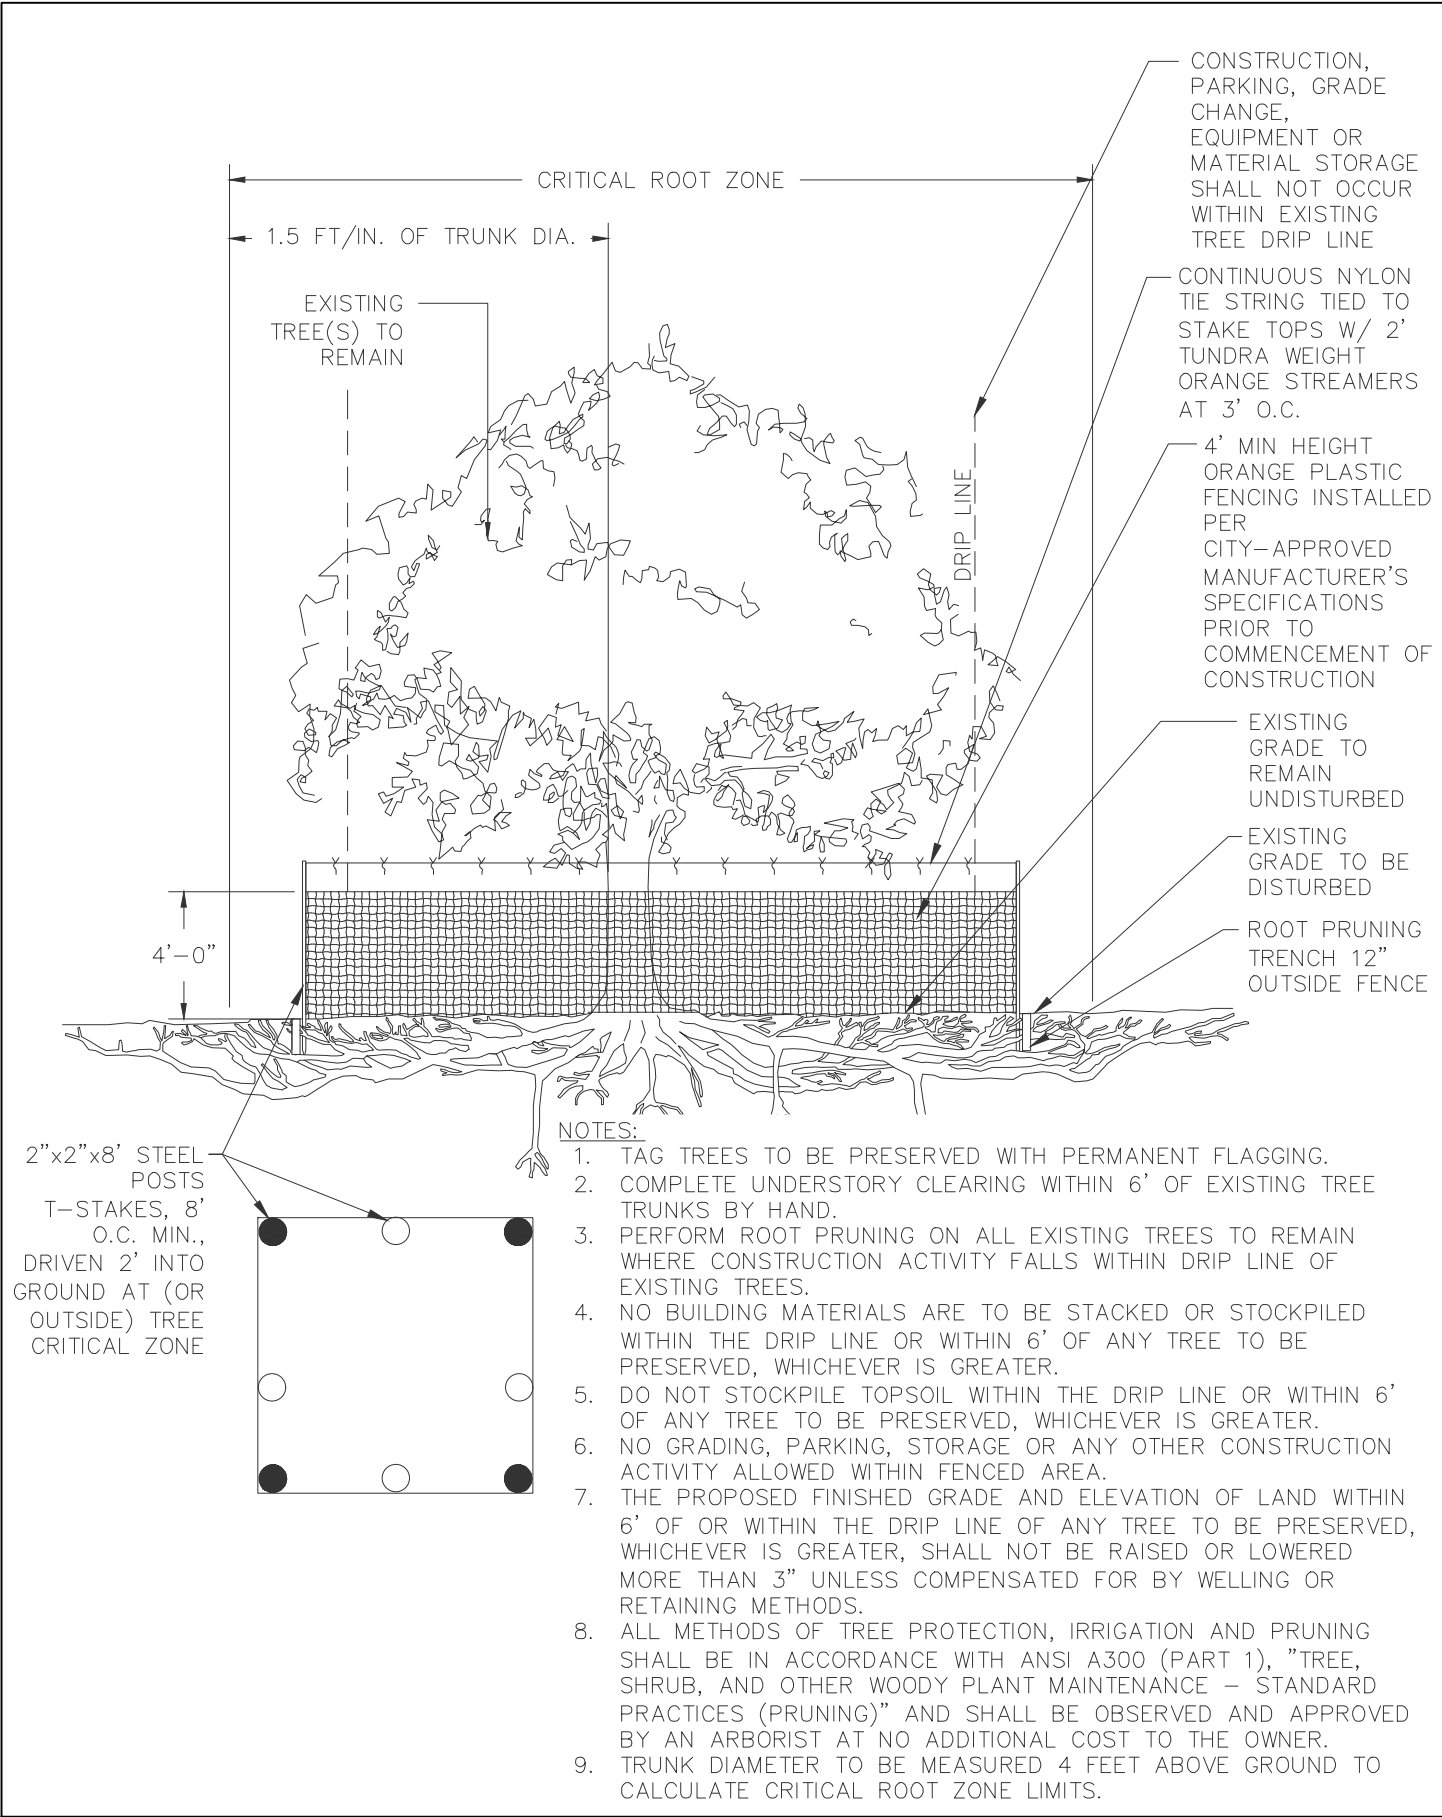 CONSTRUCTION,
PARKING, GRADE
CHANGE,
EQUIPMENT OR
MATERIAL STORAGE
SHALL NOT OCCUR
WITHIN EXISTING
TREE DRIP LINE
CRITICAL ROOT ZONE
1.5 FT/IN. OF TRUNK DIA.
EXISTING
TREE(S) TO
REMAIN
CONTINUOUS NYLON
TIE STRING TIED TO
STAKE TOPS W/ 2'
TUNDRA WEIGHT
ORANGE STREAMERS
AT 3' O.C.
4' MIN HEIGHT
ORANGE PLASTIC
FENCING INSTALLED
PER
CITY-APPROVED
MANUFACTURER'S
SPECIFICATIONS
PRIOR TO
COMMENCEMENT OF
CONSTRUCTION
DRIP LINE
EXISTING
GRADE TO
REMAIN
UNDISTURBED
EXISTING
GRADE TO BE
DISTURBED
ROOT PRUNING
TRENCH 12"
OUTSIDE FENCE
4'-0"
2"x2"x8' STEEL
POSTS
T-STAKES, 8'
O.C. MIN.,
DRIVEN 2' INTO
GROUND AT (OR
OUTSIDE) TREE
CRITICAL ZONE
NOTES:
1. TAG TREES TO BE PRESERVED WITH PERMANENT FLAGGING.
2. COMPLETE UNDERSTORY CLEARING WITHIN 6' OF EXISTING TREE
TRUNKS BY HAND.
3. PERFORM ROOT PRUNING ON ALL EXISTING TREES TO REMAIN
WHERE CONSTRUCTION ACTIVITY FALLS WITHIN DRIP LINE OF
EXISTING TREES.
4. NO BUILDING MATERIALS ARE TO BE STACKED OR STOCKPILED
WITHIN THE DRIP LINE OR WITHIN 6' OF ANY TREE TO BE
PRESERVED, WHICHEVER IS GREATER.
5. DO NOT STOCKPILE TOPSOIL WITHIN THE DRIP LINE OR WITHIN 6'
OF ANY TREE TO BE PRESERVED, WHICHEVER IS GREATER.
6. NO GRADING, PARKING, STORAGE OR ANY OTHER CONSTRUCTION
ACTIVITY ALLOWED WITHIN FENCED AREA.
7. THE PROPOSED FINISHED GRADE AND ELEVATION OF LAND WITHIN
6' OF OR WITHIN THE DRIP LINE OF ANY TREE TO BE PRESERVED,
WHICHEVER IS GREATER, SHALL NOT BE RAISED OR LOWERED
MORE THAN 3" UNLESS COMPENSATED FOR BY WELLING OR
RETAINING METHODS.
8. ALL METHODS OF TREE PROTECTION, IRRIGATION AND PRUNING
SHALL BE IN ACCORDANCE WITH ANSI A300 (PART 1), "TREE,
SHRUB, AND OTHER WOODY PLANT MAINTENANCE - STANDARD
PRACTICES (PRUNING)" AND SHALL BE OBSERVED AND APPROVED
BY AN ARBORIST AT NO ADDITIONAL COST TO THE OWNER.
9. TRUNK DIAMETER TO BE MEASURED 4 FEET ABOVE GROUND TO
CALCULATE CRITICAL ROOT ZONE LIMITS.